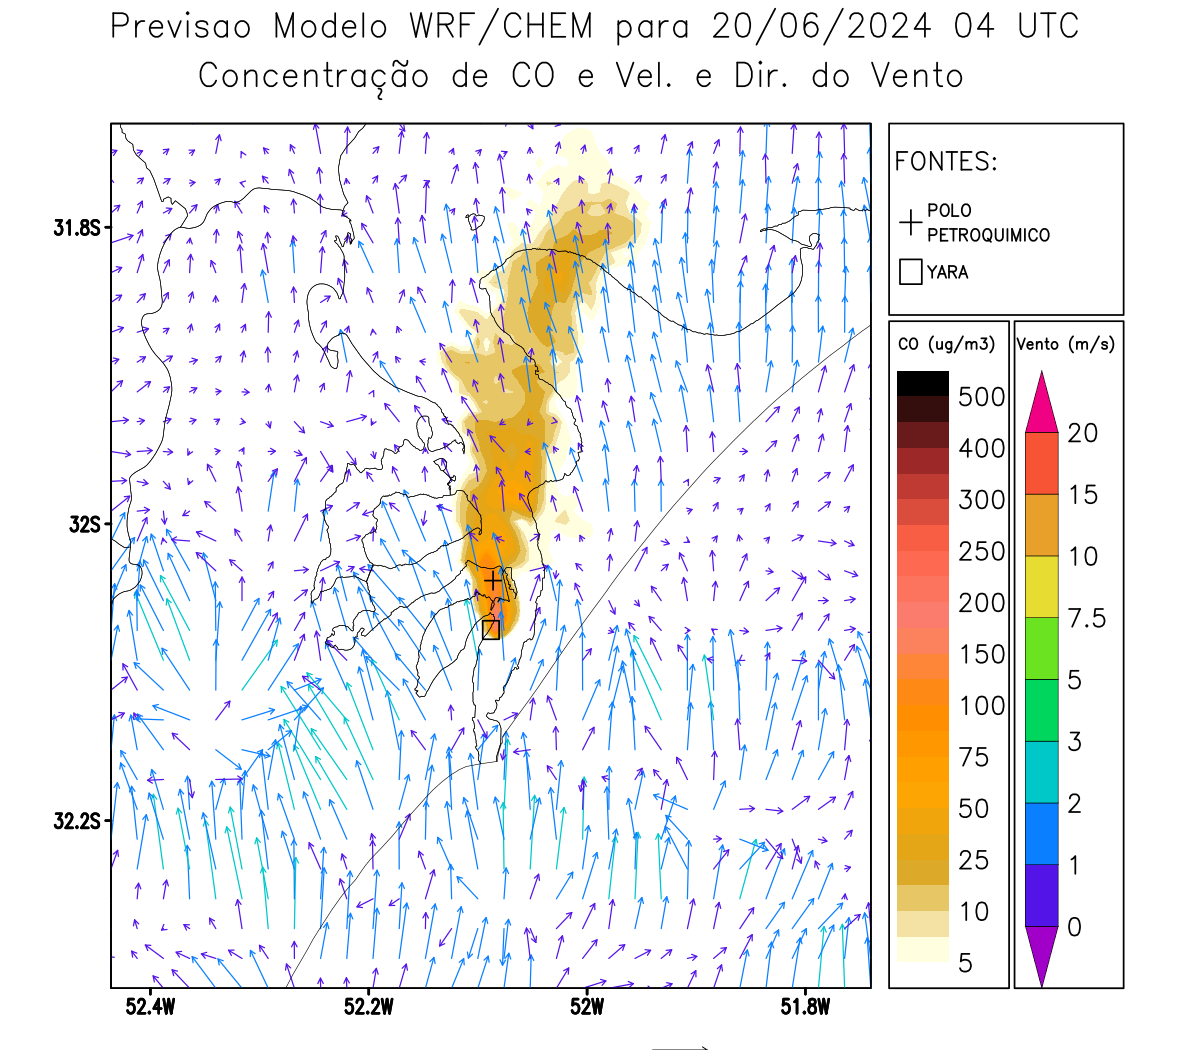 Previsao Modelo WRF/CHEM para 20/06/2024 04 UTC
Concentração de CO e Vel. e Dir. do Vento
FONTES:
POLO
PETROQUIMICO
YARA
CO (ug/m3)
500
400
300
250
200
150
100
75
50
25
10
5
Vento (m/s)
20
15
10
7.5
5
3
2
1
0
31.8S
32S
32.2S
52.4W
52.2W
52W
51.8W